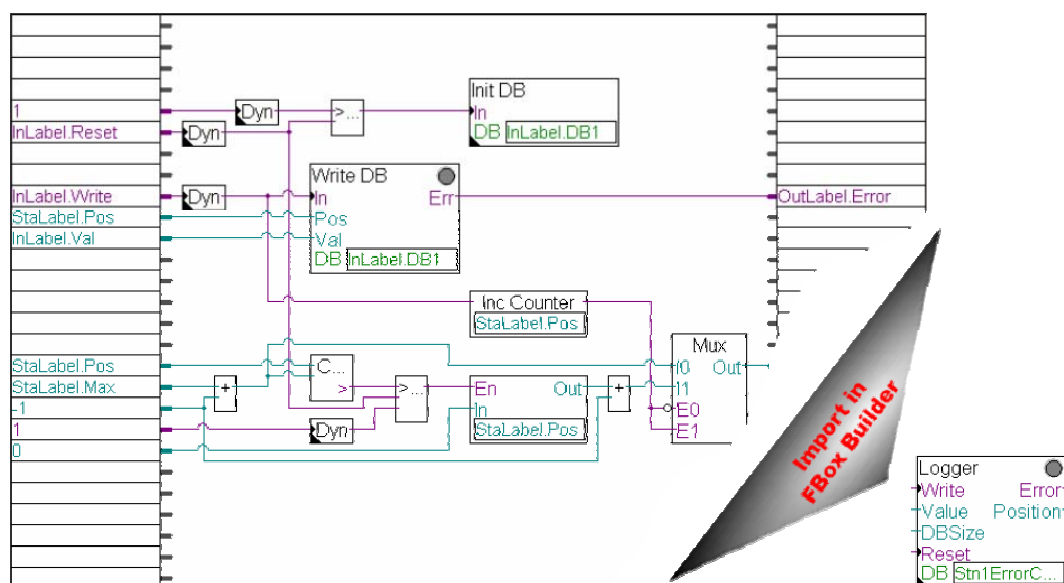 Init DB
1
Dyn
>...
In
DB InLabel.DB1
InLabel.Reset
Dyn
Write DB
InLabel.Write
Dyn
In
Err
OutLabel.Error
StaLabel.Pos
Pos
InLabel.Val
Val
DB InLabel.DB1
Inc Counter
StaLabel.Pos
Mux
StaLabel.Pos
C...
I0
Out
StaLabel.Max
+
>
>...
En
Out
+
I1
-1
In
E0
1
Dyn
StaLabel.Pos
E1
0
Import in
FBox Builder
Logger
Write
Error
Value
Position
DBSize
Reset
DB Stn1ErrorC...